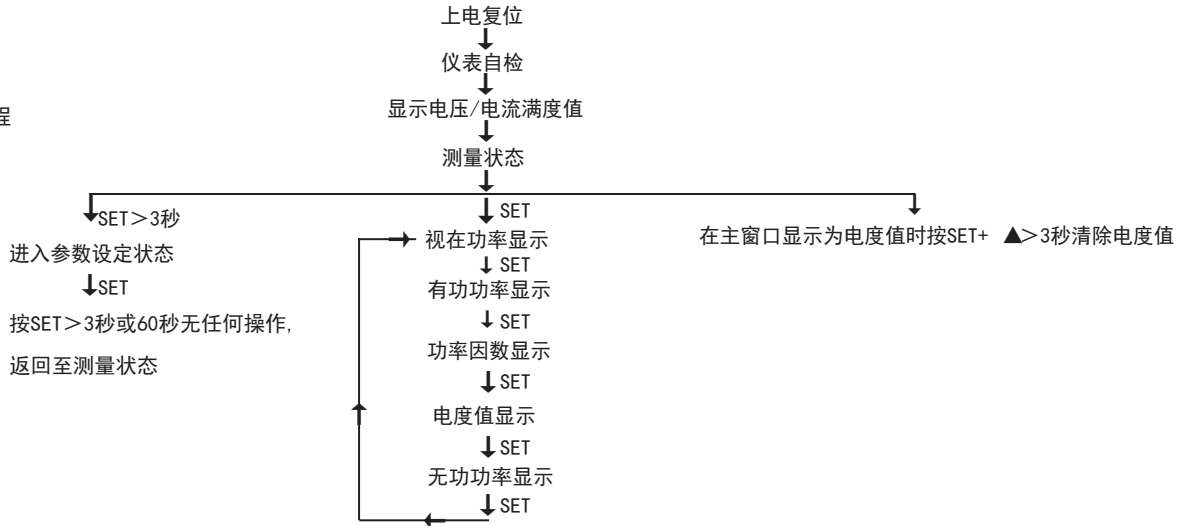 上电复位
仪表自检
显示电压/电流满度值
程
测量状态
SET＞3秒
进入参数设定状态
SET
按SET＞3秒或60秒无任何操作,
返回至测量状态
SET
视在功率显示
SET
有功功率显示
SET
功率因数显示
SET
电度值显示
SET
无功功率显示
SET
在主窗口显示为电度值时按SET+ ▲＞3秒清除电度值